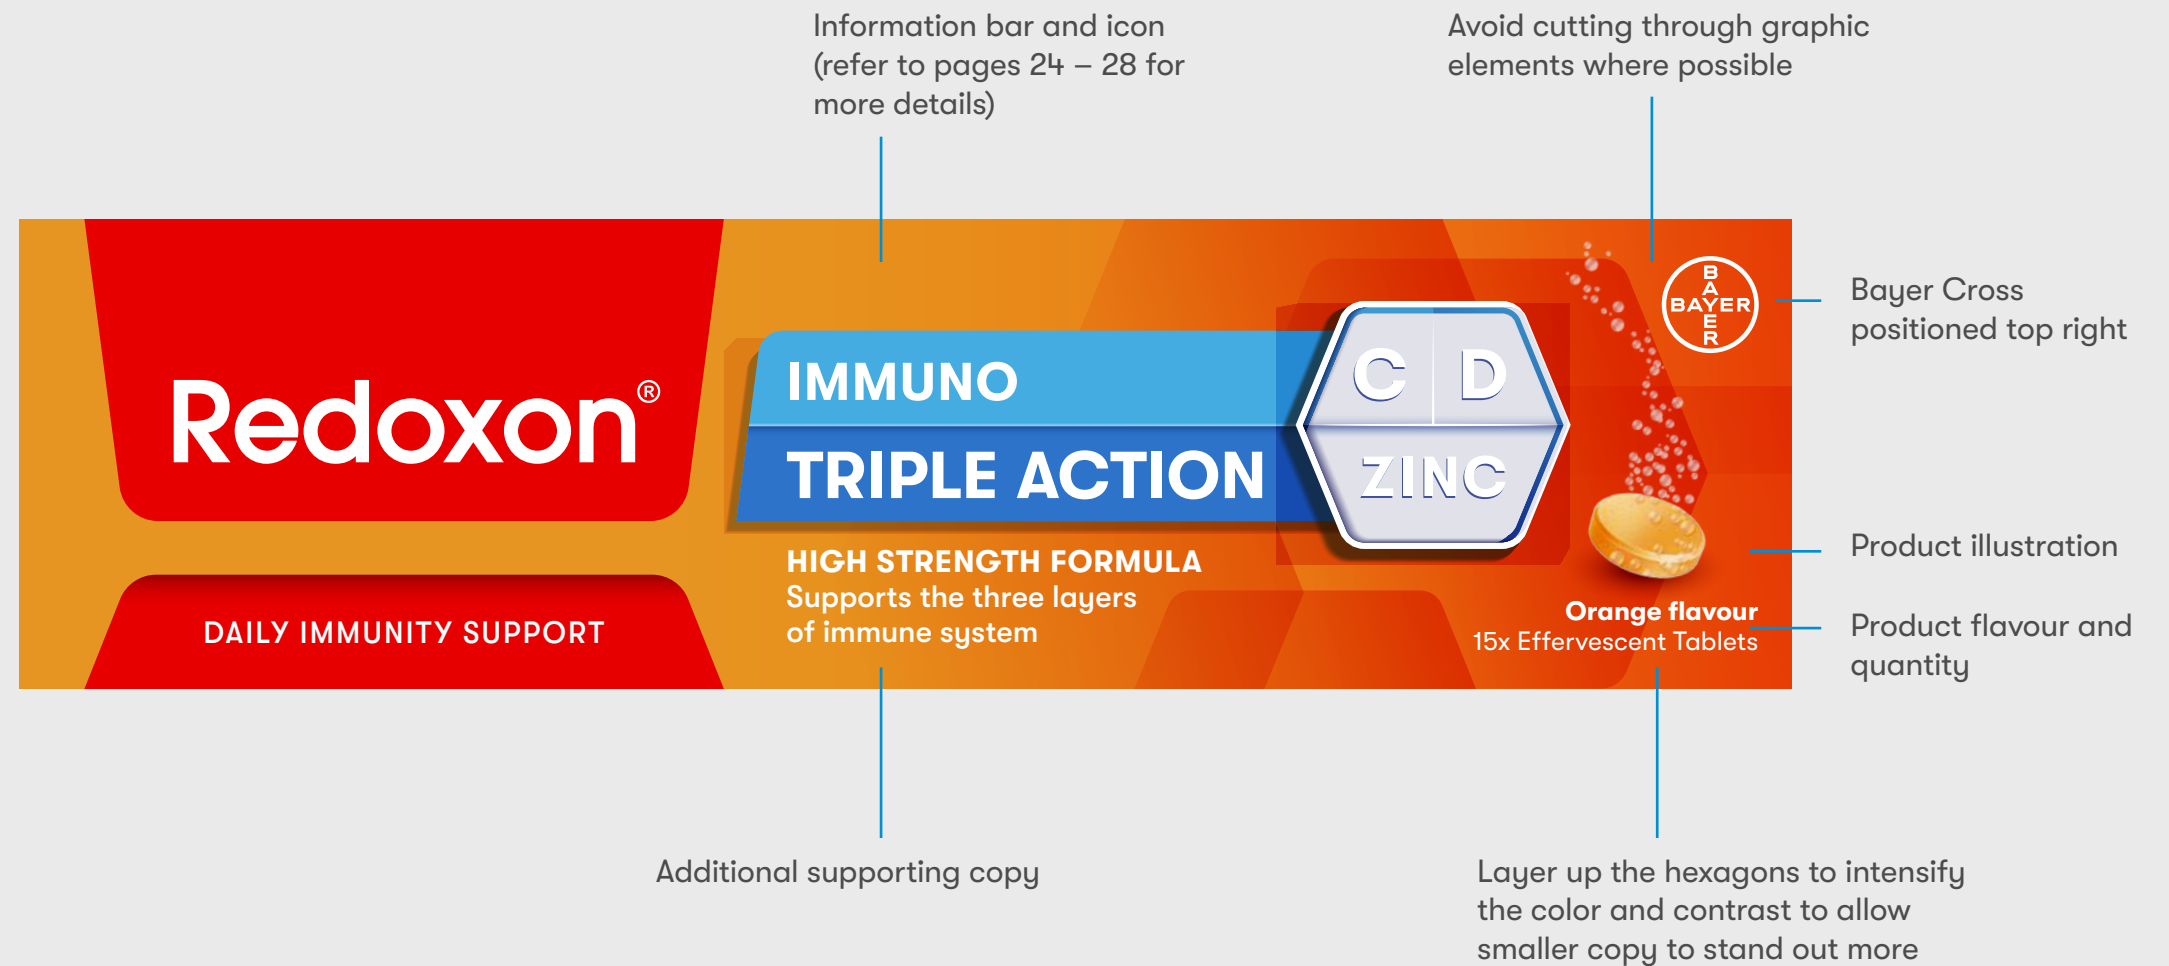 Information bar and icon
(refer to pages 24 – 28 for
more details)
Avoid cutting through graphic
elements where possible
Redoxon®
DAILY IMMUNITY SUPPORT
IMMUNO
TRIPLE ACTION
C D
ZINC
HIGH STRENGTH FORMULA
Supports the three layers
of immune system
BAYER
BAYER
Orange flavour
15x Effervescent Tablets
Bayer Cross
positioned top right
Product illustration
Product flavour and
quantity
Additional supporting copy
Layer up the hexagons to intensify
the color and contrast to allow
smaller copy to stand out more